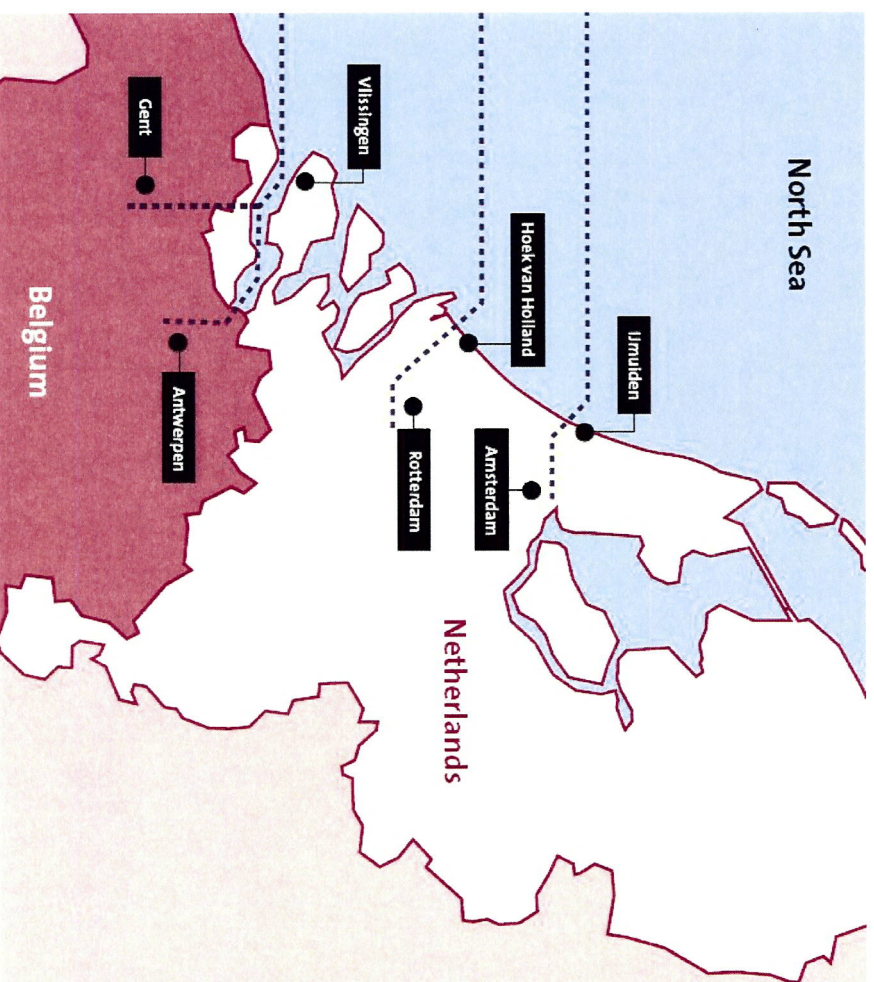 North Sea
IJmuiden
Hoek van Holland
Amsterdam
Vlissingen
Rotterdam
Netherlands
Gent
Antwerpen
Belgium